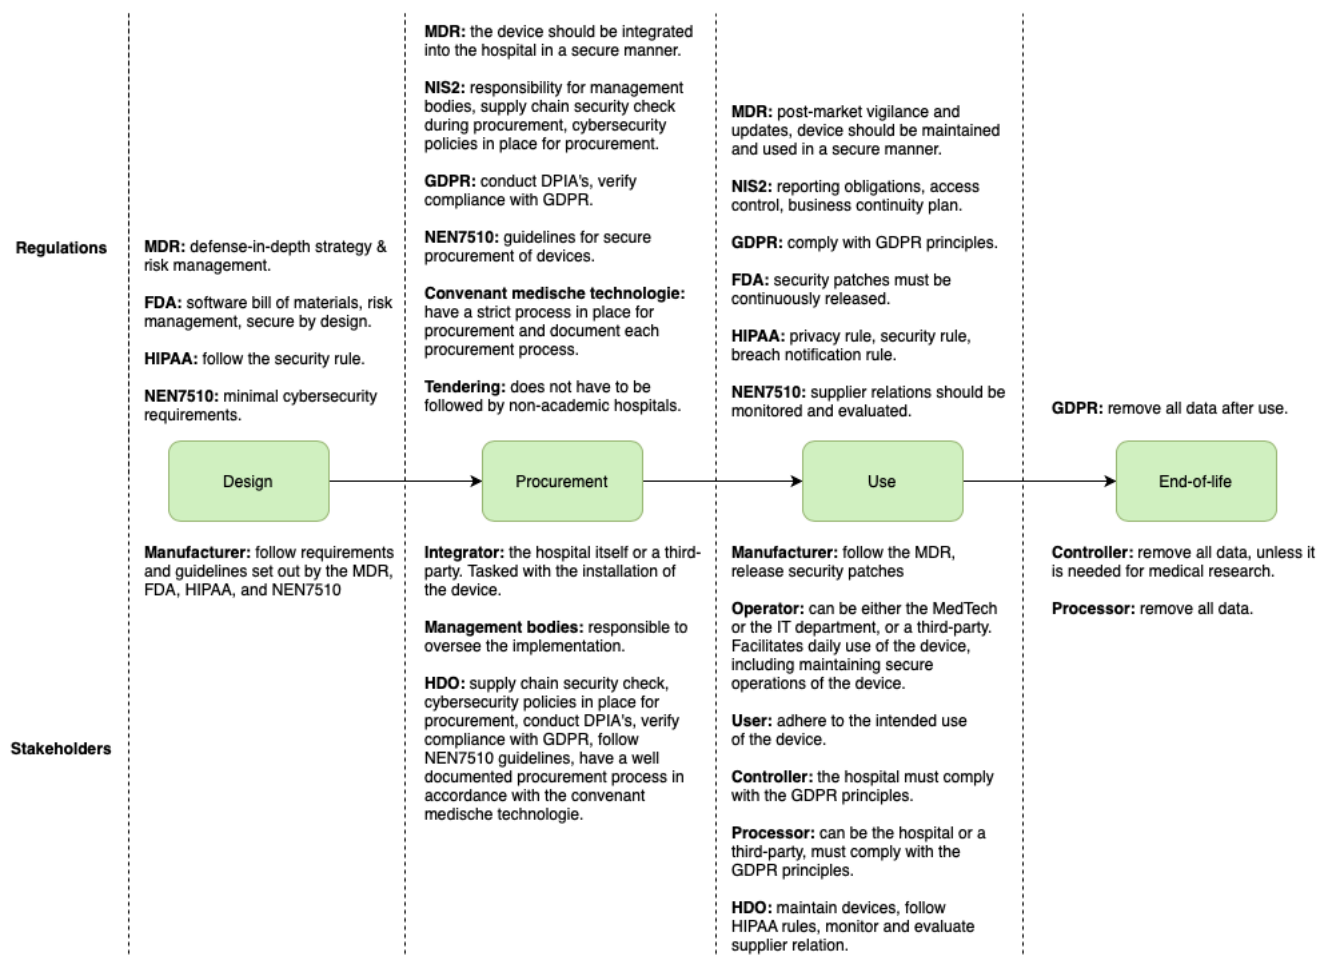 Regulations
MDR: defense-in-depth strategy &
risk management.
FDA: software bill of materials, risk
management, secure by design.
HIPAA: follow the security rule.
NEN7510: minimal cybersecurity
requirements.
MDR: the device should be integrated
into the hospital in a secure manner.
NIS2: responsibility for management
bodies, supply chain security check
during procurement, cybersecurity
policies in place for procurement.
GDPR: conduct DPIA's, verify
compliance with GDPR.
NEN7510: guidelines for secure
procurement of devices.
Convenant medische technologie:
have a strict process in place for
procurement and document each
procurement process.
Tendering: does not have to be
followed by non-academic hospitals.
MDR: post-market vigilance and
updates, device should be maintained
and used in a secure manner.
NIS2: reporting obligations, access
control, business continuity plan.
GDPR: comply with GDPR principles.
FDA: security patches must be
continuously released.
HIPAA: privacy rule, security rule,
breach notification rule.
NEN7510: supplier relations should be
monitored and evaluated.
GDPR: remove all data after use.
Design
Procurement
Use
End-of-life
Stakeholders
Manufacturer: follow requirements
and guidelines set out by the MDR,
FDA, HIPAA, and NEN7510
Integrator: the hospital itself or a third-
party. Tasked with the installation of
the device.
Management bodies: responsible to
oversee the implementation.
HDO: supply chain security check,
cybersecurity policies in place for
procurement, conduct DPIA's, verify
compliance with GDPR, follow
NEN7510 guidelines, have a well
documented procurement process in
accordance with the convenant
medische technologie.
Manufacturer: follow the MDR,
release security patches
Operator: can be either the MedTech
or the IT department, or a third-party.
Facilitates daily use of the device,
including maintaining secure
operations of the device.
User: adhere to the intended use
of the device.
Controller: the hospital must comply
with the GDPR principles.
Processor: can be the hospital or a
third-party, must comply with the
GDPR principles.
HDO: maintain devices, follow
HIPAA rules, monitor and evaluate
supplier relation.
Controller: remove all data, unless it
is needed for medical research.
Processor: remove all data.